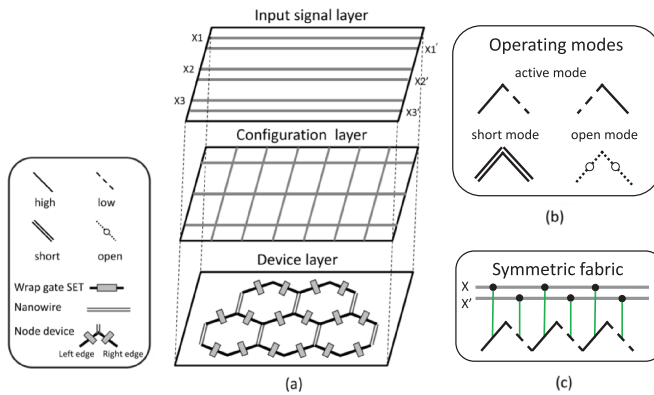 Input signal layer
X1
X1'
X2
X2'
X3
X3'
Configuration layer
Device layer
(a)
high
low
short
open
Wrap gate SET
Nanowire
Node device
Left edge
Right edge
Operating modes
active mode
short mode
open mode
(b)
Symmetric fabric
X
X'
(c)